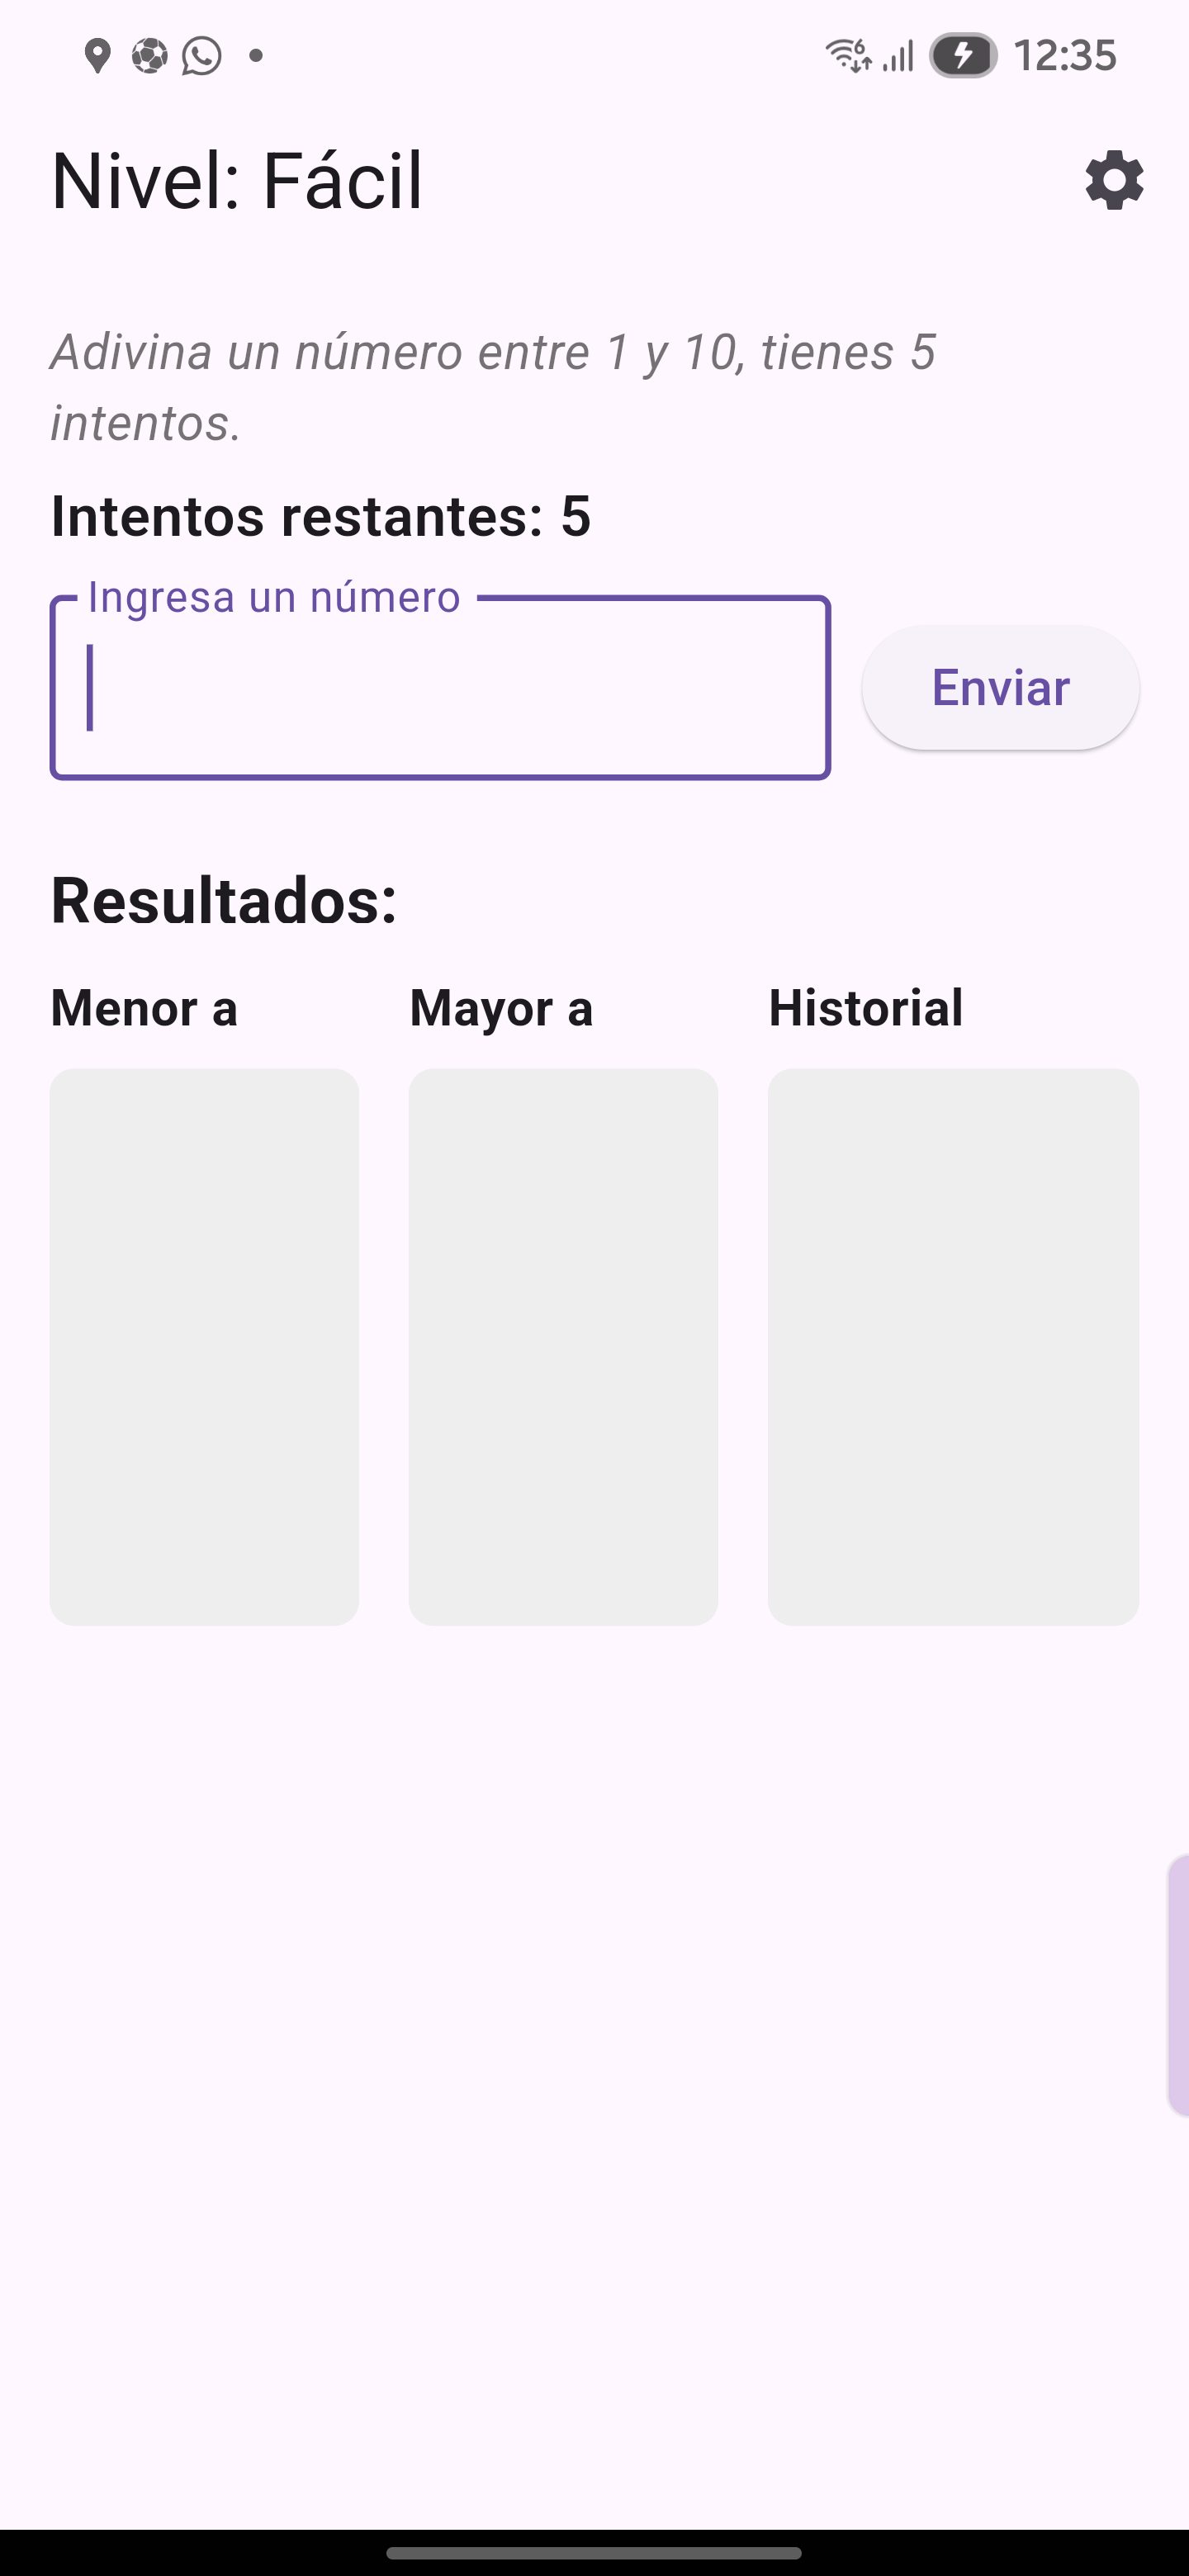 12:35
Nivel: Fácil
Adivina un número entre 1 y 10, tienes 5
intentos.
Intentos restantes: 5
Ingresa un número
Enviar
Resultados:
Menor a
Mayor a
Historial